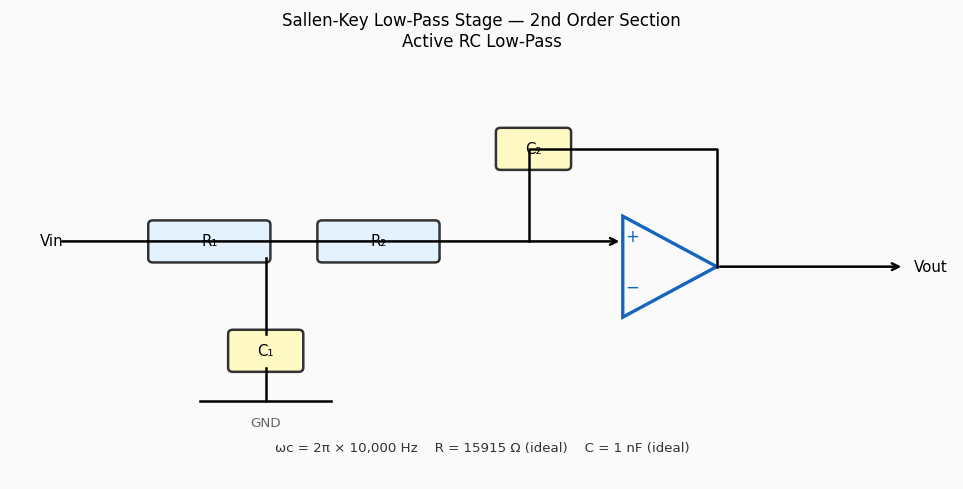 Sallen-Key Low-Pass Stage — 2nd Order Section
Active RC Low-Pass
C₂
Vin
R₁
R₂
+
−
Vout
C₁
GND
ωc = 2π × 10,000 Hz    R = 15915 Ω (ideal)    C = 1 nF (ideal)